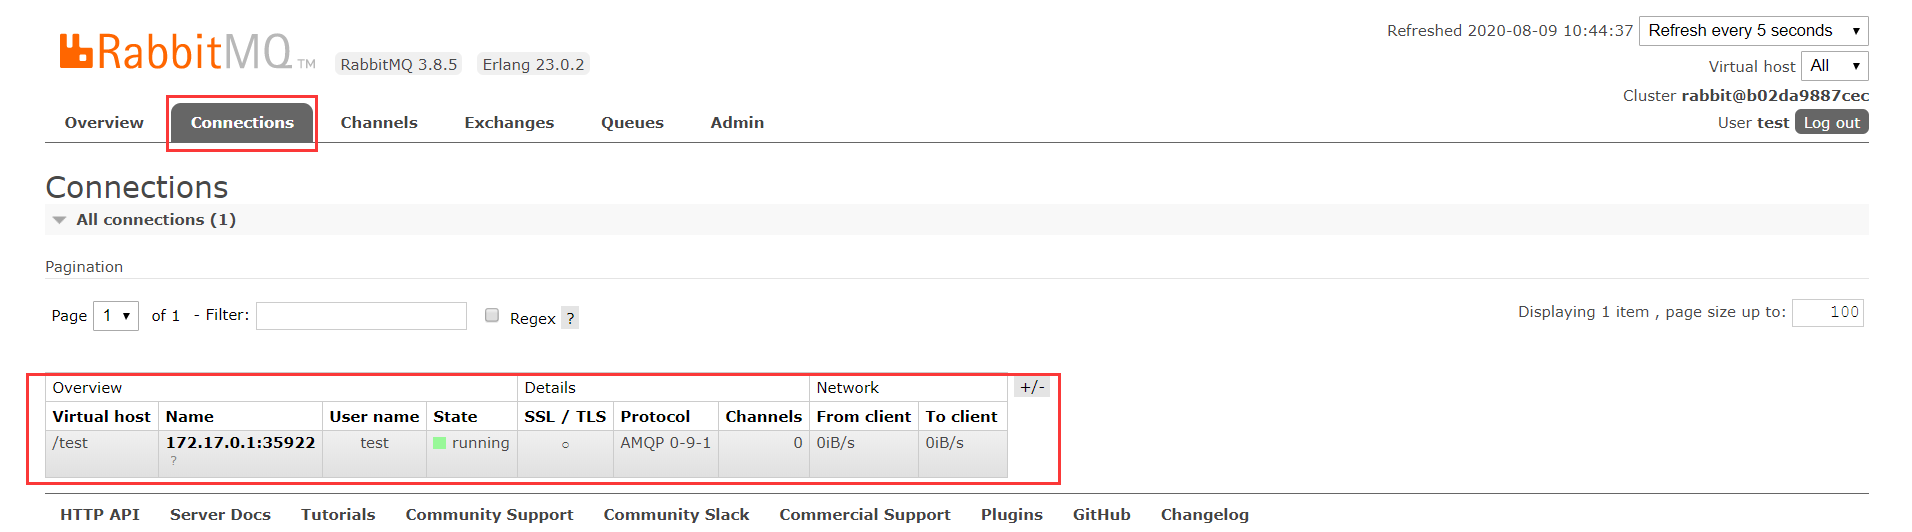 RabbitMQ TM RabbitMQ 3.8.5 Erlang 23.0.2
Refreshed 2020-08-09 10:44:37 Refresh every 5 seconds
Virtual host All
Cluster rabbit@b02da9887cec
User test Log out
Overview Connections Channels Exchanges Queues Admin
Connections
All connections (1)
Pagination
Page 1 of 1 - Filter: Regex ? Displaying 1 item , page size up to: 100
Overview Details Network +/-
Virtual host Name User name State SSL / TLS Protocol Channels From client To client
/test 172.17.0.1:35922 test running ○ AMQP 0-9-1 0 0iB/s 0iB/s
?
HTTP API Server Docs Tutorials Community Support Community Slack Commercial Support Plugins GitHub Changelog